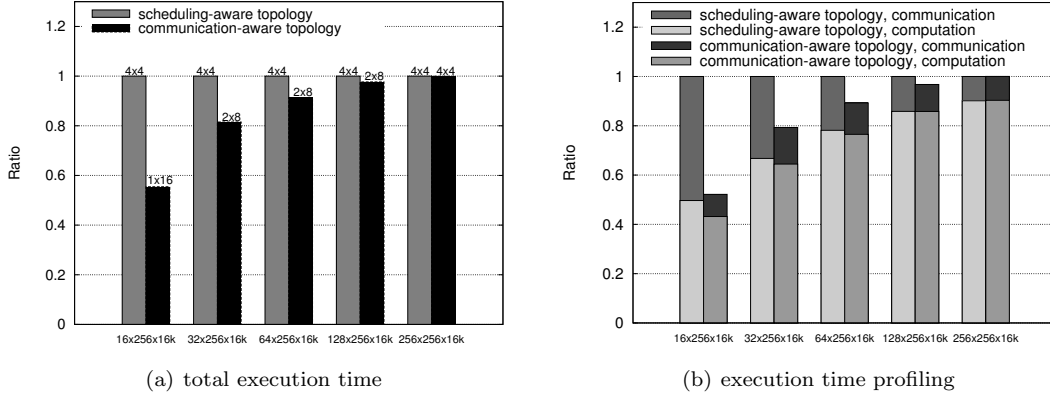 scheduling-aware topology
communication-aware topology
1.2
1
0.8
0.6
0.4
0.2
0
Ratio
4x4
1x16
4x4
2x8
4x4
2x8
4x4
2x8
4x4
4x4
16x256x16k
32x256x16k
64x256x16k
128x256x16k
256x256x16k
(a) total execution time
scheduling-aware topology, communication
scheduling-aware topology, computation
communication-aware topology, communication
communication-aware topology, computation
1.2
1
0.8
0.6
0.4
0.2
0
Ratio
16x256x16k
32x256x16k
64x256x16k
128x256x16k
256x256x16k
(b) execution time profiling